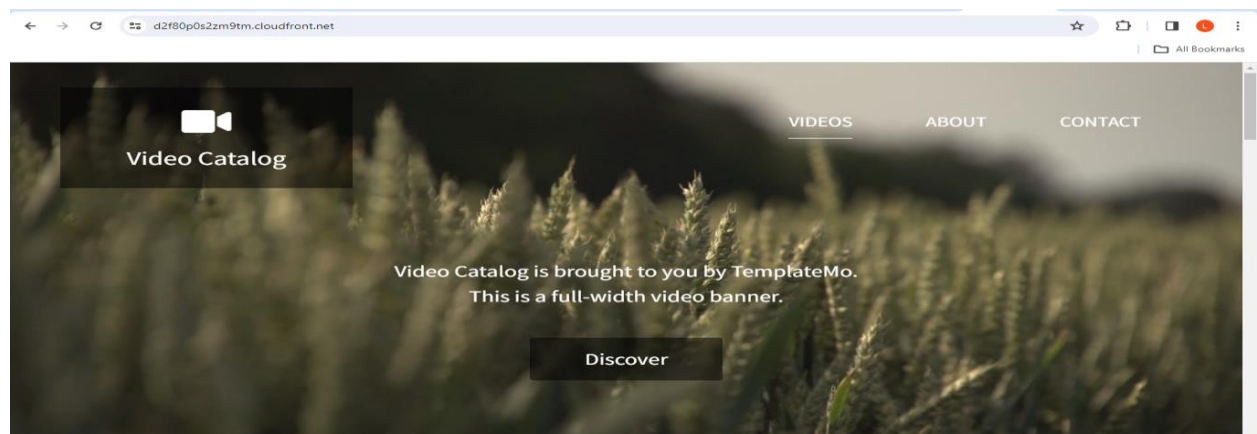 d2f80p0s2zm9tm.cloudfront.net
L
All Bookmarks
VIDEOS ABOUT CONTACT
Video Catalog
Video Catalog is brought to you by TemplateMo.
This is a full-width video banner.
Discover